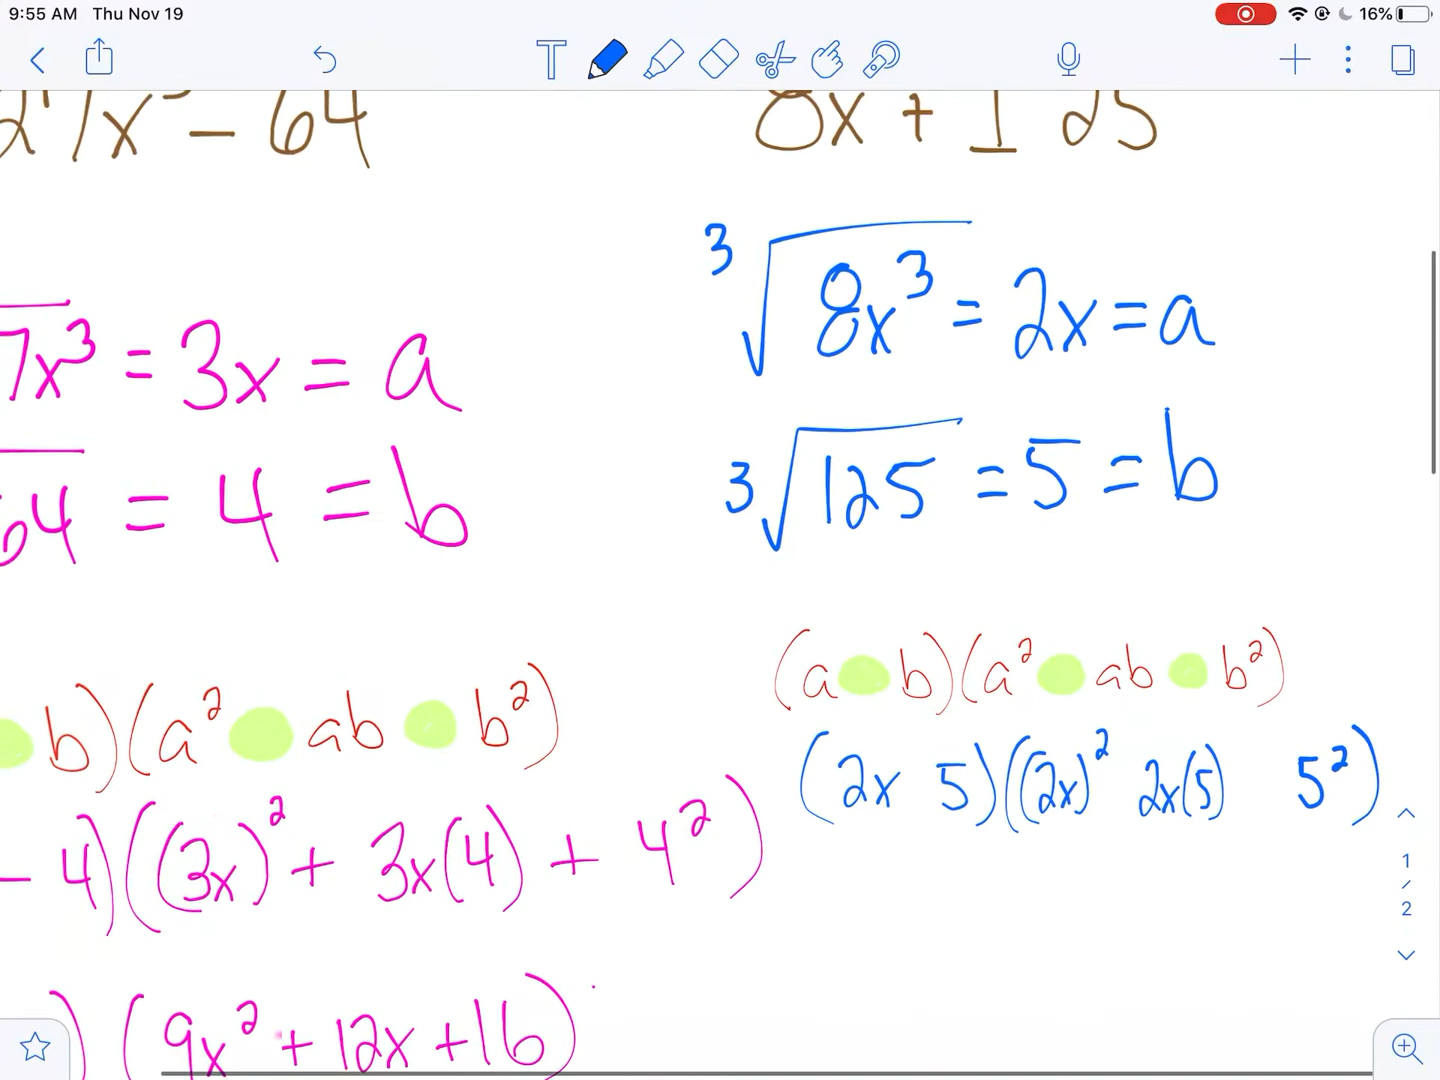 9:55 AM Thu Nov 19
16%
T
27x³ - 64
8x + 125
³√8x³ = 2x = a
7x³ = 3x = a
³√125 = 5 = b
64 = 4 = b
(a b)(a² ab b²)
b)(a² ab b²)
(2x 5)((2x)² 2x(5) 5²)
- 4)((3x)² + 3x(4) + 4²)
1
/
2
) (9x² + 12x + 16)